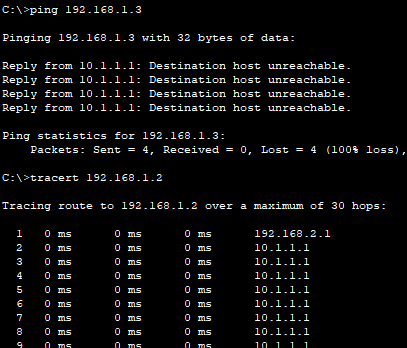 C:\>ping 192.168.1.3
Pinging 192.168.1.3 with 32 bytes of data:
Reply from 10.1.1.1: Destination host unreachable.
Reply from 10.1.1.1: Destination host unreachable.
Reply from 10.1.1.1: Destination host unreachable.
Reply from 10.1.1.1: Destination host unreachable.
Ping statistics for 192.168.1.3:
Packets: Sent = 4, Received = 0, Lost = 4 (100% loss),
C:\>tracert 192.168.1.2
Tracing route to 192.168.1.2 over a maximum of 30 hops:
1 0 ms 0 ms 0 ms 192.168.2.1
2 0 ms 0 ms 0 ms 10.1.1.1
3 0 ms 0 ms 0 ms 10.1.1.1
4 0 ms 0 ms 0 ms 10.1.1.1
5 0 ms 0 ms 0 ms 10.1.1.1
6 0 ms 0 ms 0 ms 10.1.1.1
7 0 ms 0 ms 0 ms 10.1.1.1
8 0 ms 0 ms 0 ms 10.1.1.1
9 0 ms 0 ms 0 ms 10.1.1.1